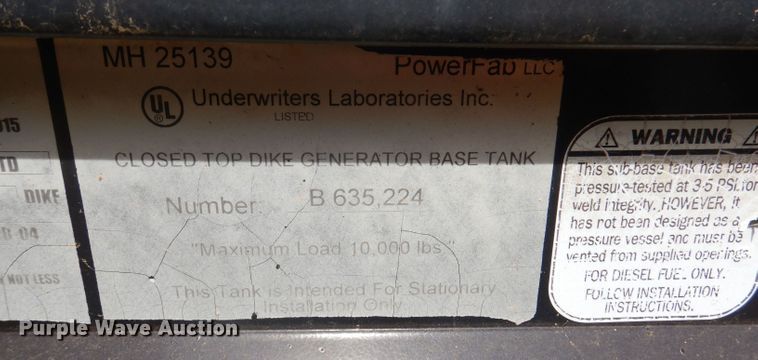 MH 25139
PowerFab LLC
UL
Underwriters Laboratories Inc.
LISTED
CLOSED TOP DIKE GENERATOR BASE TANK
Number: B 635,224
"Maximum Load 10,000 lbs."
This Tank is Intended For Stationary
Installation Only
015
TD
DIKE
04
NOT LESS
WARNING
This sub-base tank has been
pressure-tested at 3-5 PSI for
weld integrity. HOWEVER, it
has not been designed as a
pressure vessel and must be
vented from supplied openings.
FOR DIESEL FUEL ONLY.
FOLLOW INSTALLATION
INSTRUCTIONS.
Purple Wave Auction